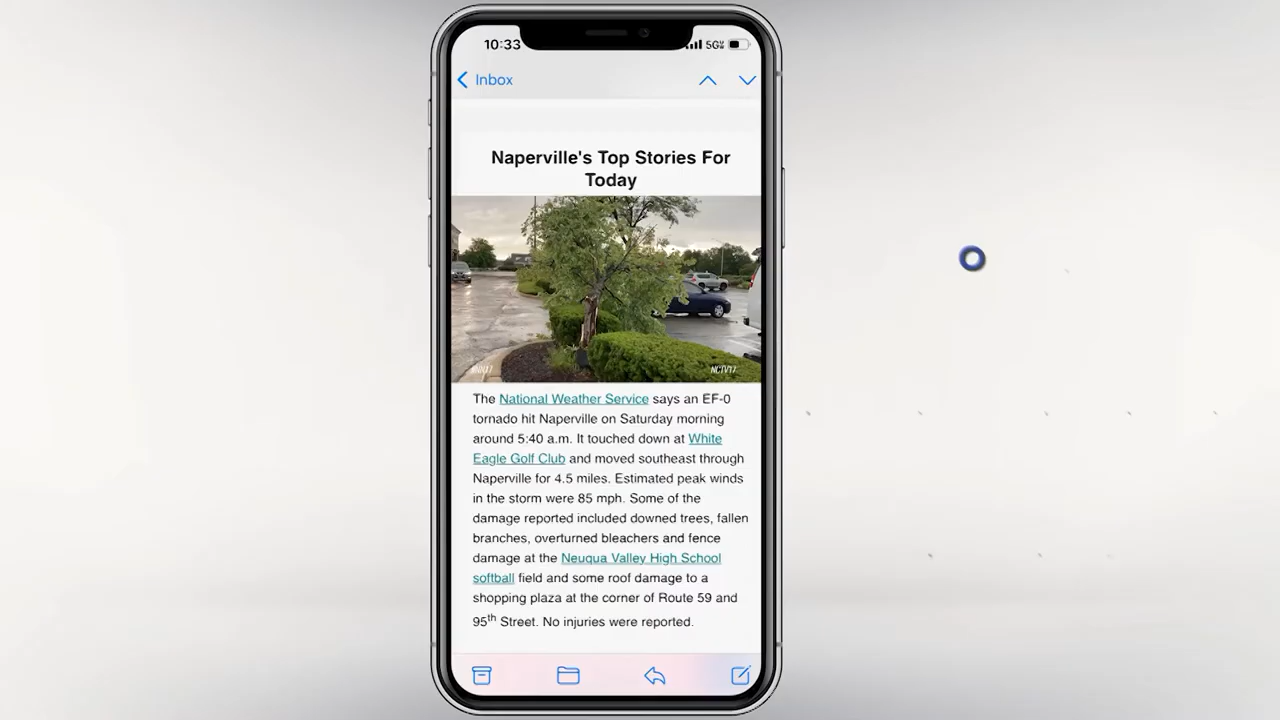 10:33
5G
Inbox
Naperville's Top Stories For
Today
NCTV17
The National Weather Service says an EF-0
tornado hit Naperville on Saturday morning
around 5:40 a.m. It touched down at White
Eagle Golf Club and moved southeast through
Naperville for 4.5 miles. Estimated peak winds
in the storm were 85 mph. Some of the
damage reported included downed trees, fallen
branches, overturned bleachers and fence
damage at the Neuqua Valley High School
softball field and some roof damage to a
shopping plaza at the corner of Route 59 and
95th Street. No injuries were reported.